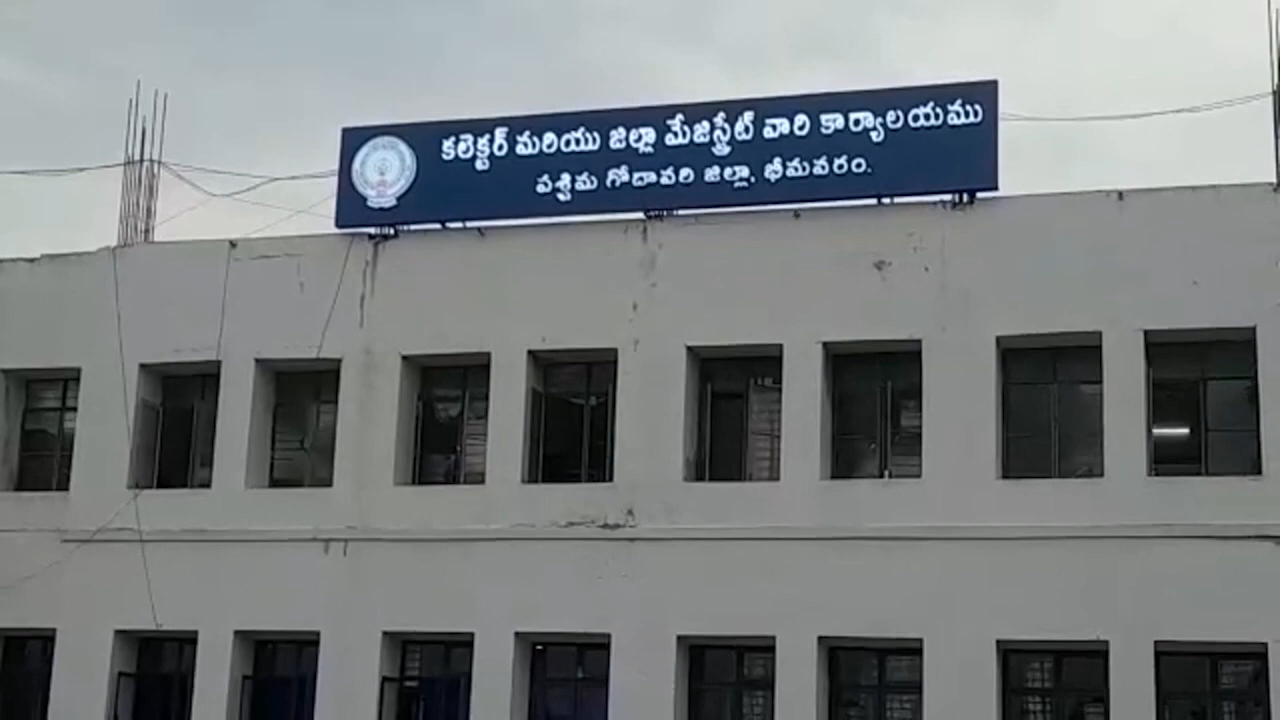 కలెక్టర్ మరియు జిల్లా మేజిస్ట్రేట్ వారి కార్యాలయము
పశ్చిమ గోదావరి జిల్లా, భీమవరం.